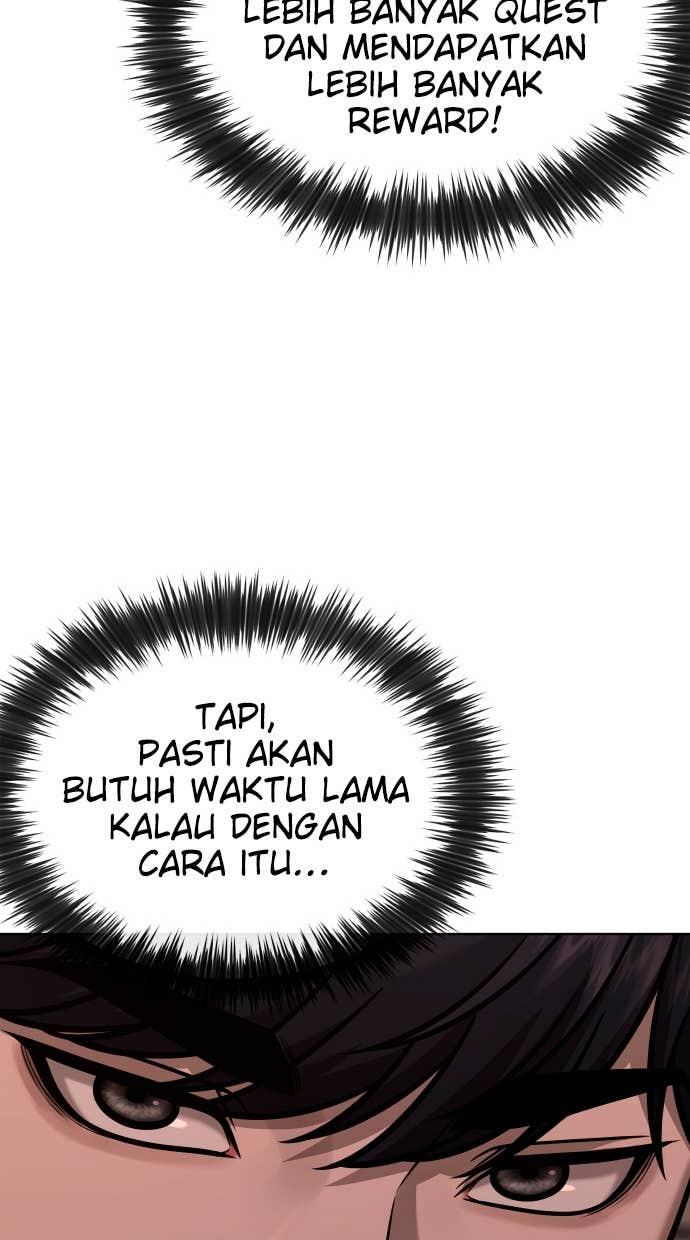 LEBIH BANYAK QUEST
DAN MENDAPATKAN
LEBIH BANYAK
REWARD!
TAPI,
PASTI AKAN
BUTUH WAKTU LAMA
KALAU DENGAN
CARA ITU...